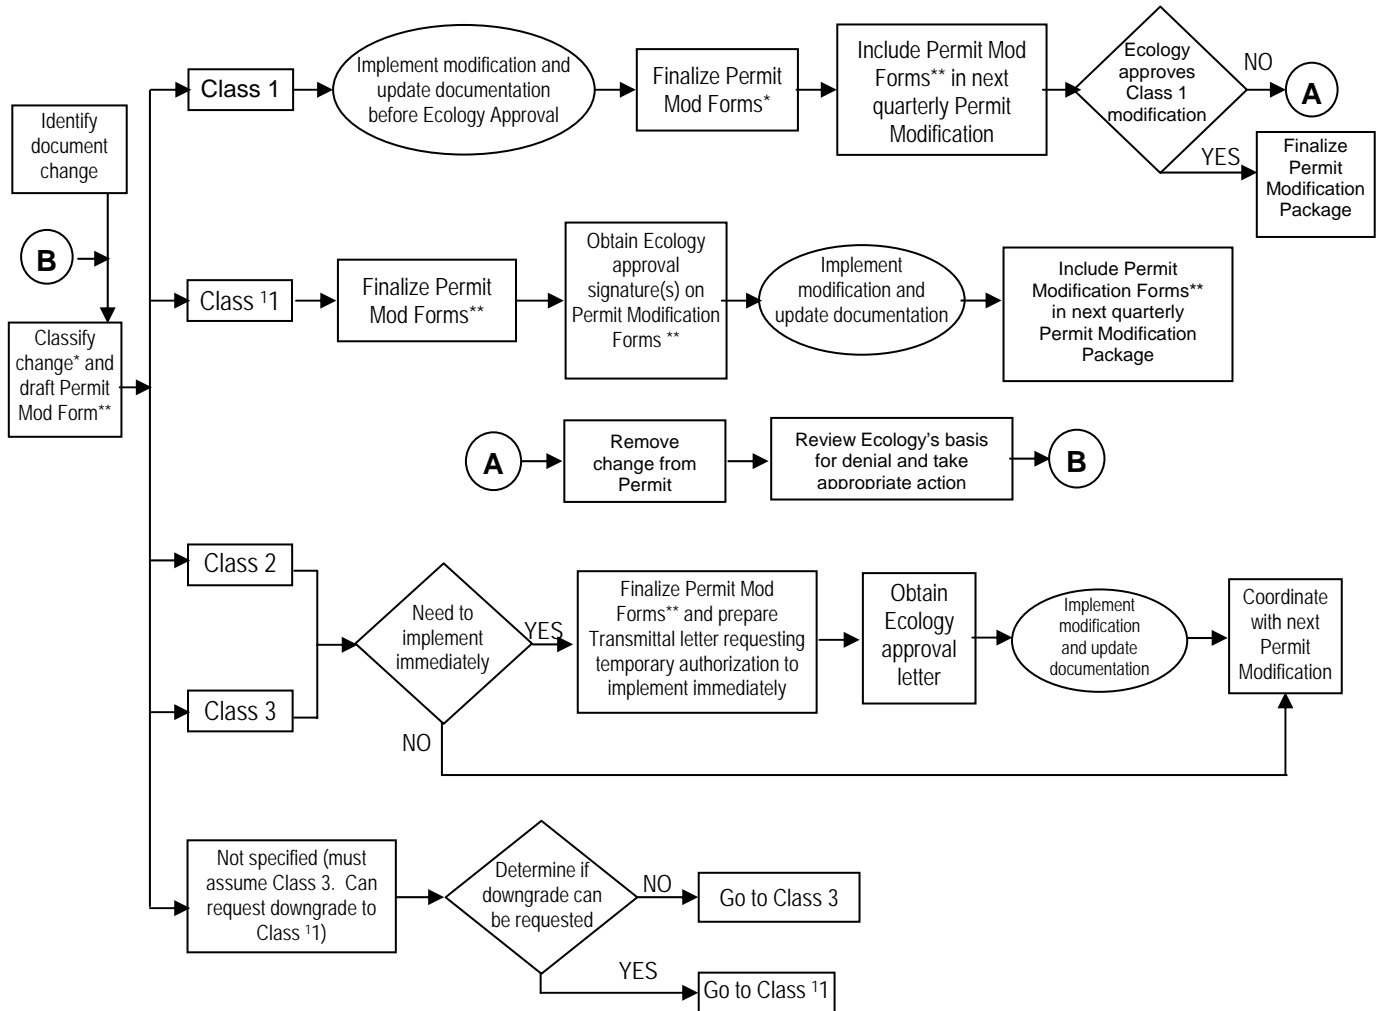 Identify
document
change
B
Classify
change* and
draft Permit
Mod Form**
Class 1
Implement modification and
update documentation
before Ecology Approval
Finalize Permit
Mod Forms*
Include Permit Mod
Forms** in next
quarterly Permit
Modification
Ecology
approves
Class 1
modification
NO
A
YES
Finalize
Permit
Modification
Package
Class ¹1
Finalize Permit
Mod Forms**
Obtain Ecology
approval
signature(s) on
Permit Modification
Forms **
Implement
modification and
update documentation
Include Permit
Modification Forms**
in next quarterly
Permit Modification
Package
A
Remove
change from
Permit
Review Ecology's basis
for denial and take
appropriate action
B
Class 2
Class 3
Need to
implement
immediately
YES
NO
Finalize Permit Mod
Forms** and prepare
Transmittal letter requesting
temporary authorization to
implement immediately
Obtain
Ecology
approval
letter
Implement
modification
and update
documentation
Coordinate
with next
Permit
Modification
Not specified (must
assume Class 3. Can
request downgrade to
Class ¹1)
Determine if
downgrade can
be requested
NO
Go to Class 3
YES
Go to Class ¹1